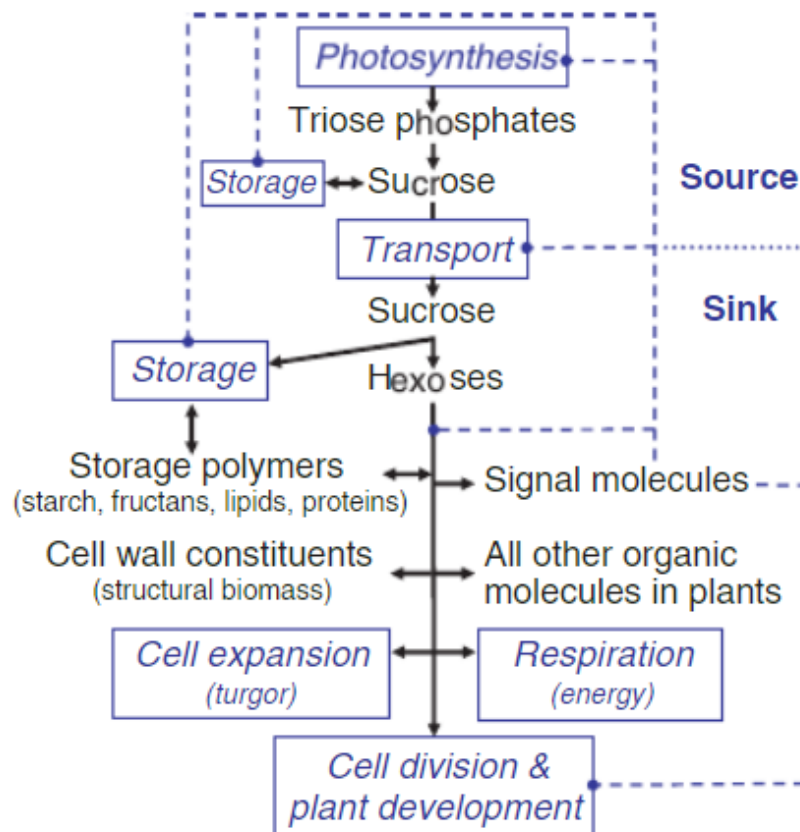 Photosynthesis
Triose phosphates
Storage
Sucrose
Source
Transport
Sucrose
Sink
Storage
Hexoses
Storage polymers
(starch, fructans, lipids, proteins)
Signal molecules
Cell wall constituents
(structural biomass)
All other organic
molecules in plants
Cell expansion
(turgor)
Respiration
(energy)
Cell division &
plant development